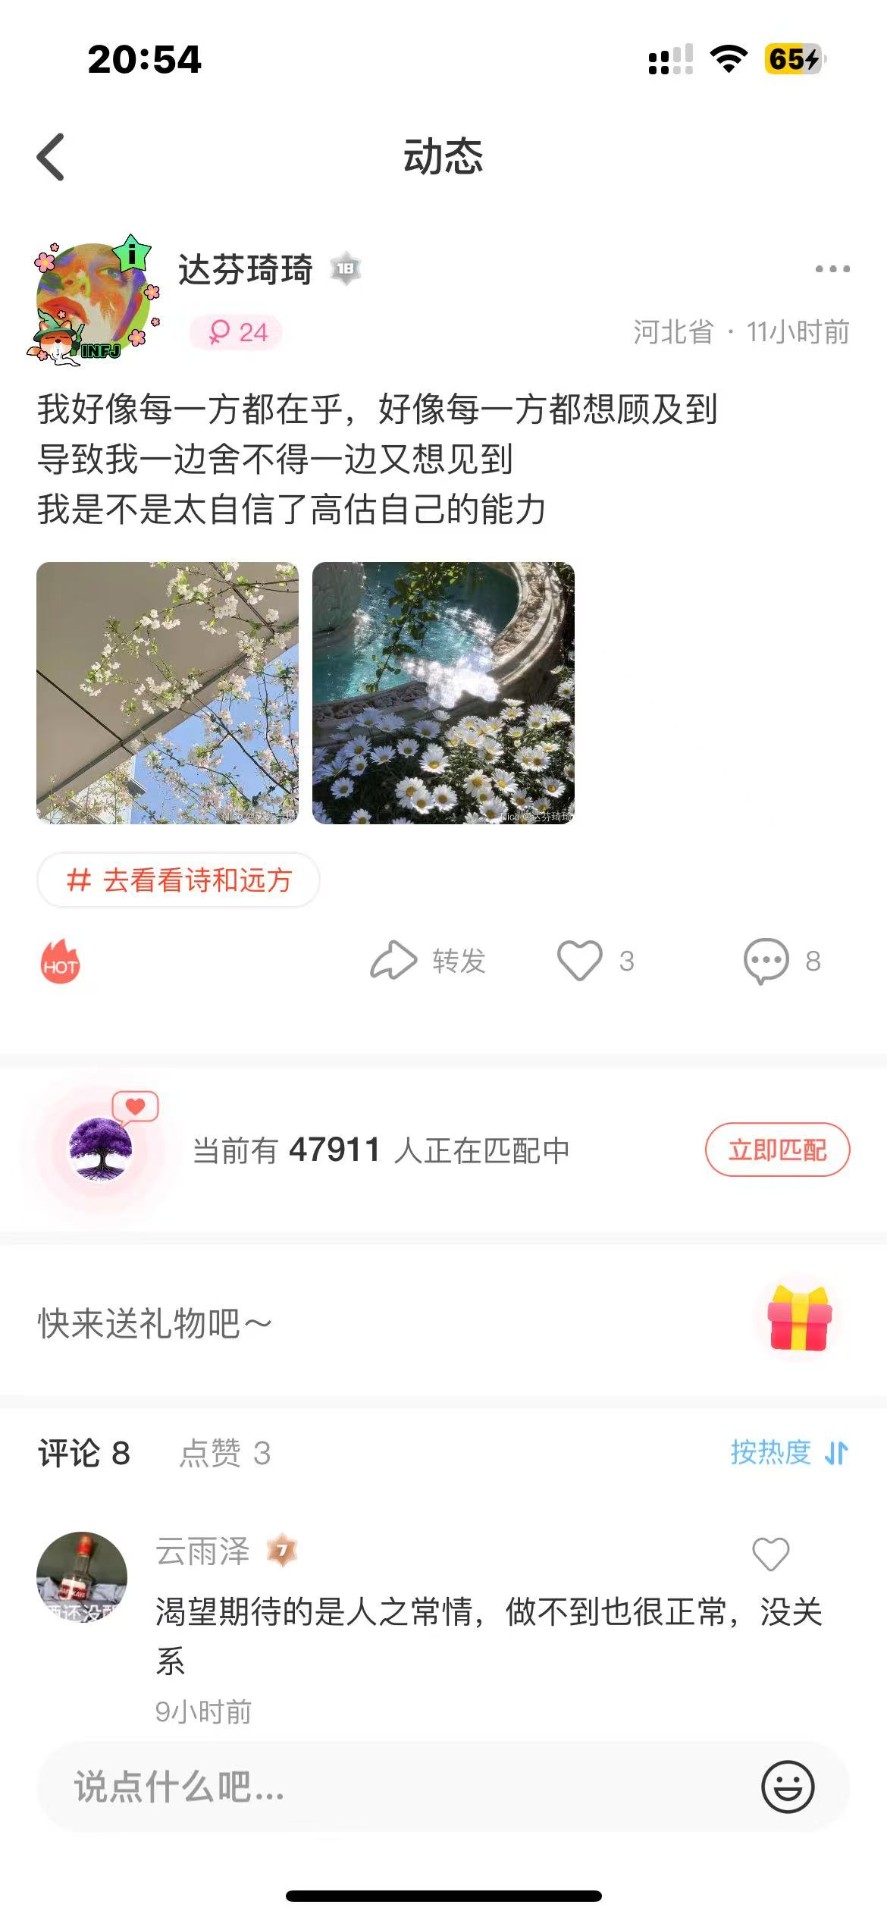 20:54
65
动态
i
INFJ
达芬琦琦
18
24
河北省 · 11小时前
我好像每一方都在乎，好像每一方都想顾及到
导致我一边舍不得一边又想见到
我是不是太自信了高估自己的能力
# 去看看诗和远方
HOT
转发
3
8
当前有 47911 人正在匹配中
立即匹配
快来送礼物吧～
评论 8
点赞 3
按热度
云雨泽
7
渴望期待的是人之常情，做不到也很正常，没关
系
9小时前
说点什么吧...